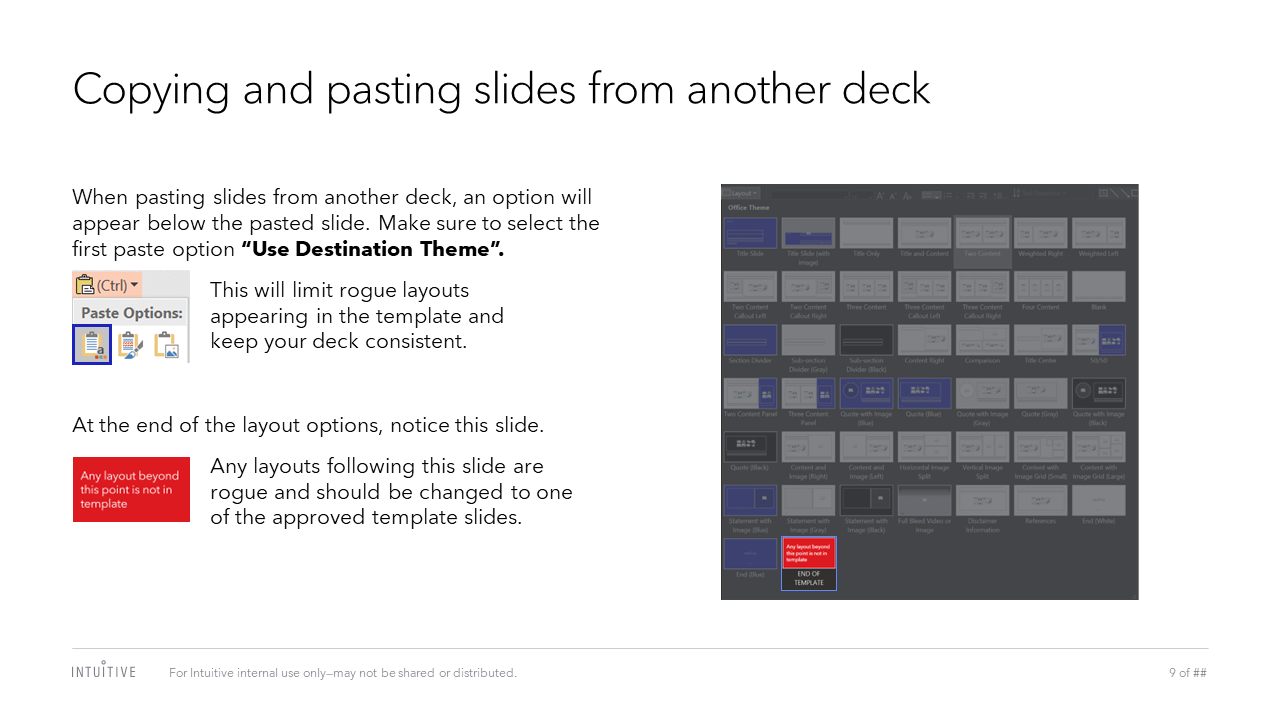 Copying and pasting slides from another deck
When pasting slides from another deck, an option will
appear below the pasted slide. Make sure to select the
first paste option “Use Destination Theme”.
(Ctrl)
Paste Options:
a
This will limit rogue layouts
appearing in the template and
keep your deck consistent.
At the end of the layout options, notice this slide.
Any layout beyond
this point is not in
template
Any layouts following this slide are
rogue and should be changed to one
of the approved template slides.
Layout
Office Theme
Title Slide
Title Slide (with
Image)
Title Only
Title and Content
Two Content
Weighted Right
Weighted Left
Two Content
Callout Left
Two Content
Callout Right
Three Content
Three Content
Callout Left
Three Content
Callout Right
Four Content
Blank
Section Divider
Sub-section
Divider (Gray)
Sub-section
Divider (Black)
Content Right
Comparison
Title Center
50/50
Two Content Panel
Three Content
Panel
Quote with Image
(Blue)
Quote (Blue)
Quote with Image
(Gray)
Quote (Gray)
Quote with Image
(Black)
Quote (Black)
Content and
Image (Right)
Content and
Image (Left)
Horizontal Image
Split
Vertical Image
Split
Content with
Image Grid (Small)
Content with
Image Grid (Large)
Statement with
Image (Blue)
Statement with
Image (Gray)
Statement with
Image (Black)
Full Bleed Video or
Image
Disclaimer
Information
References
End (White)
End (Blue)
Any layout beyond
this point is not in
template
END OF
TEMPLATE
INTUITIVE
For Intuitive internal use only–may not be shared or distributed.
9 of ##